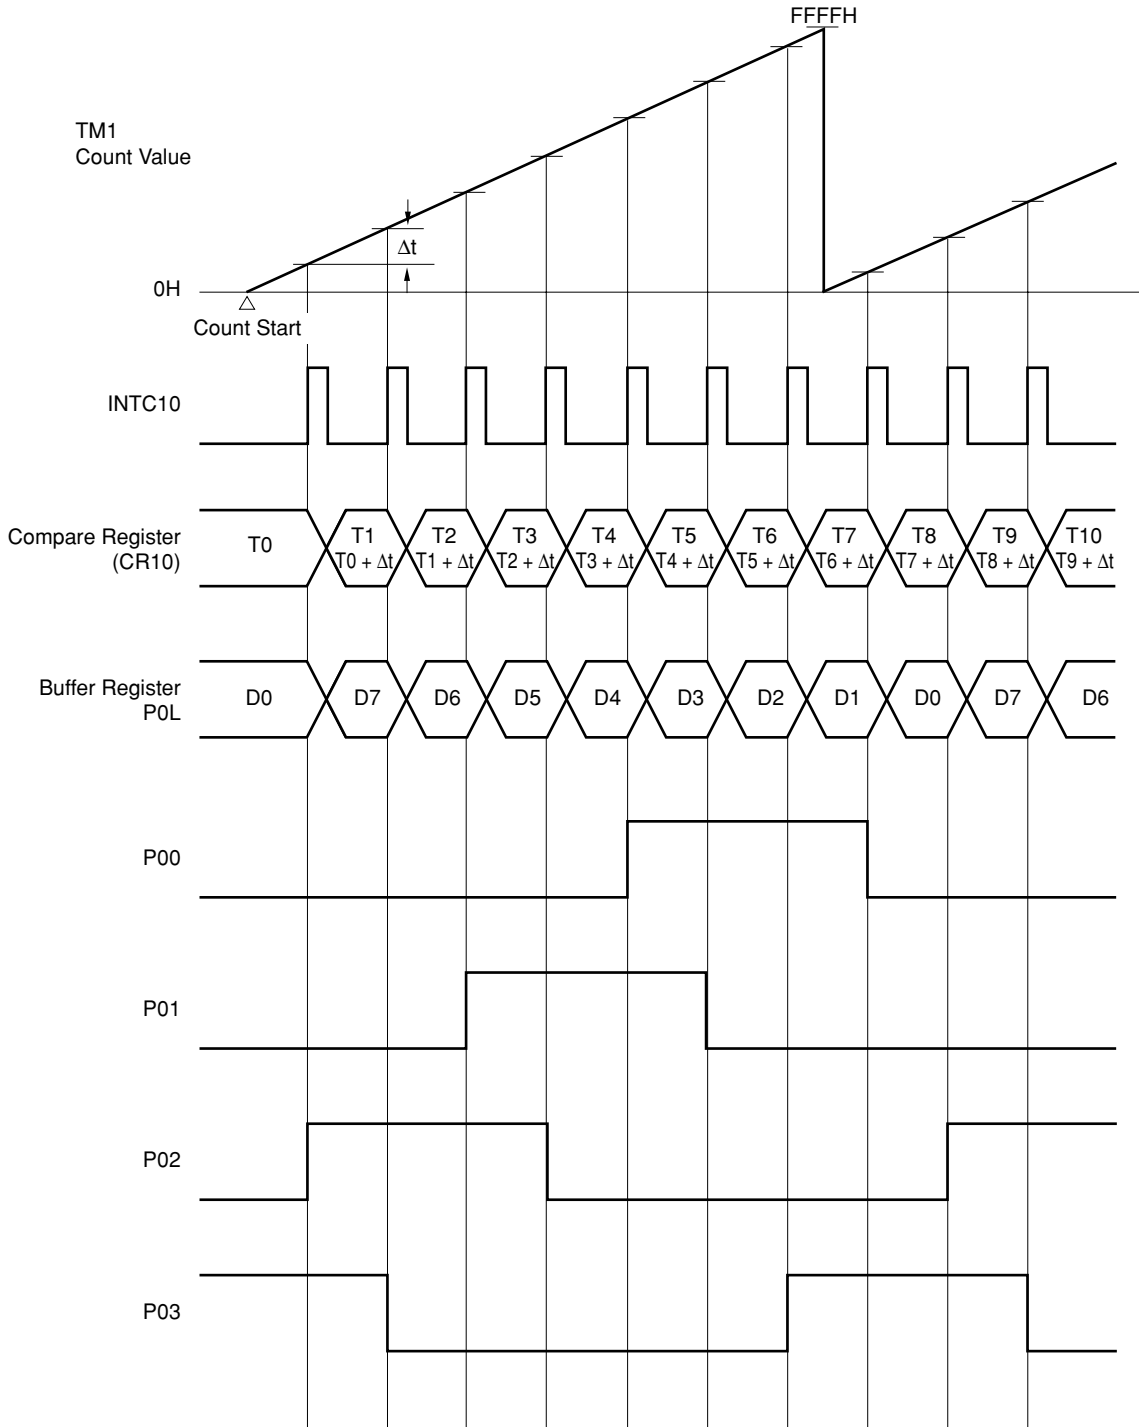 FFFFH
TM1
Count Value
Δt
0H
Count Start
INTC10
Compare Register
(CR10)
T0
T1
T0 + Δt
T2
T1 + Δt
T3
T2 + Δt
T4
T3 + Δt
T5
T4 + Δt
T6
T5 + Δt
T7
T6 + Δt
T8
T7 + Δt
T9
T8 + Δt
T10
T9 + Δt
Buffer Register
P0L
D0 D7 D6 D5 D4 D3 D2 D1 D0 D7 D6
P00
P01
P02
P03